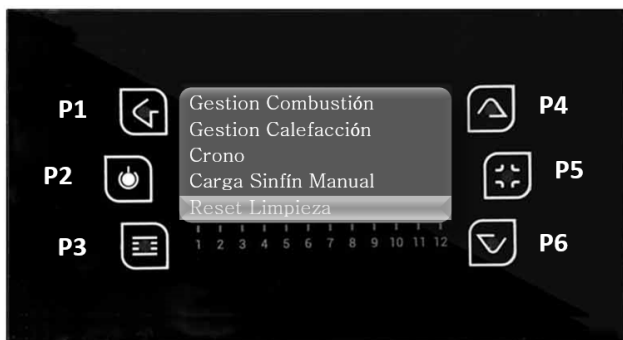 P1
P2
P3
Gestion Combustión
Gestion Calefacción
Crono
Carga Sinfín Manual
Reset Limpieza
1 2 3 4 5 6 7 8 9 10 11 12
P4
P5
P6